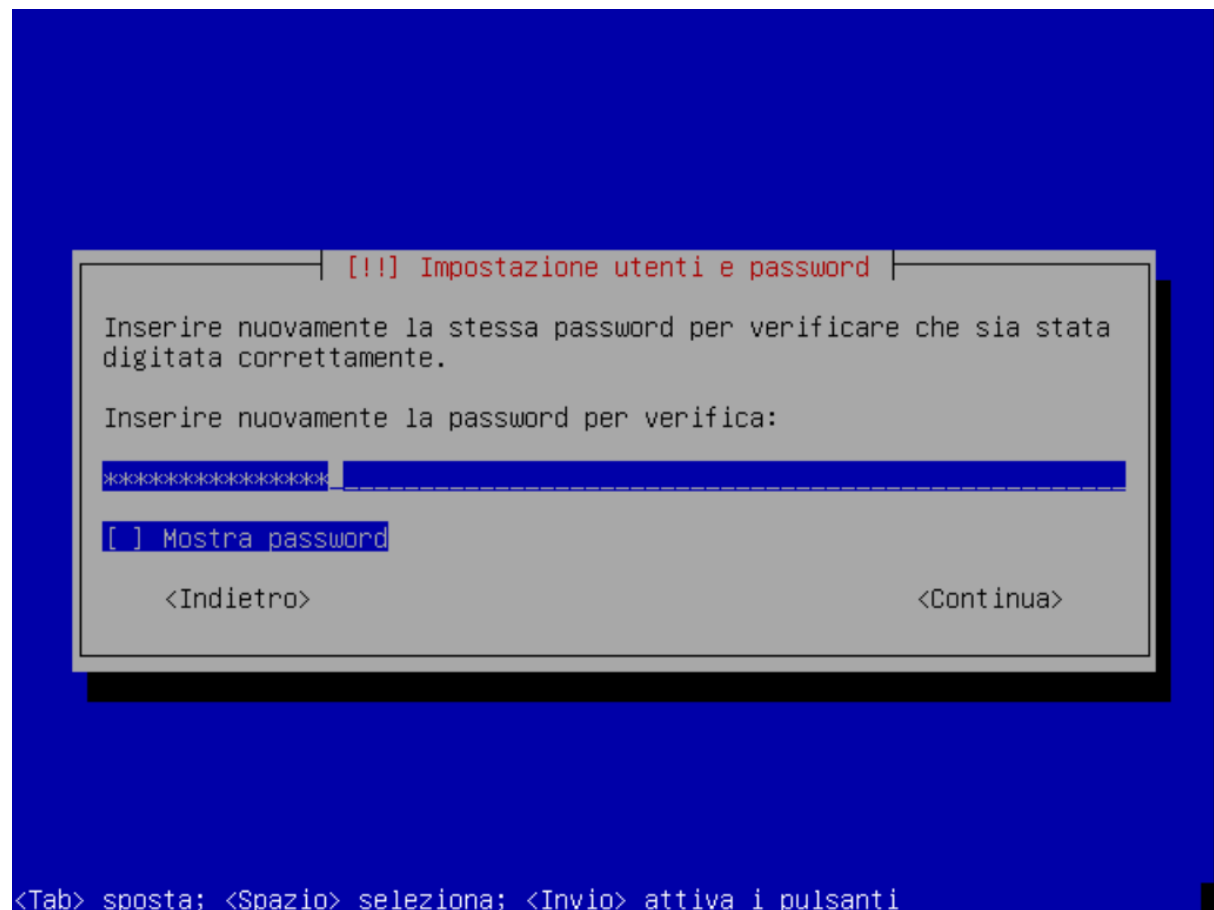 [!!] Impostazione utenti e password
Inserire nuovamente la stessa password per verificare che sia stata
digitata correttamente.
Inserire nuovamente la password per verifica:
***************
[ ] Mostra password
<Indietro> <Continua>
<Tab> sposta; <Spazio> seleziona; <Invio> attiva i pulsanti